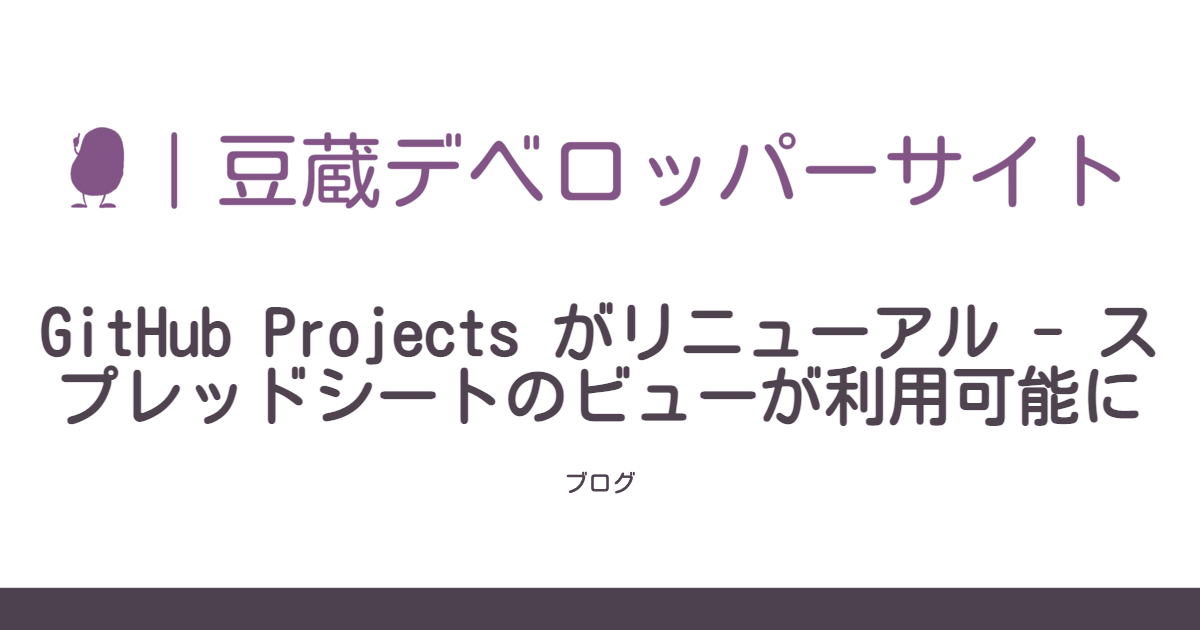 ｜豆蔵デベロッパーサイト
GitHub Projects がリニューアル - ス
プレッドシートのビューが利用可能に
ブログ